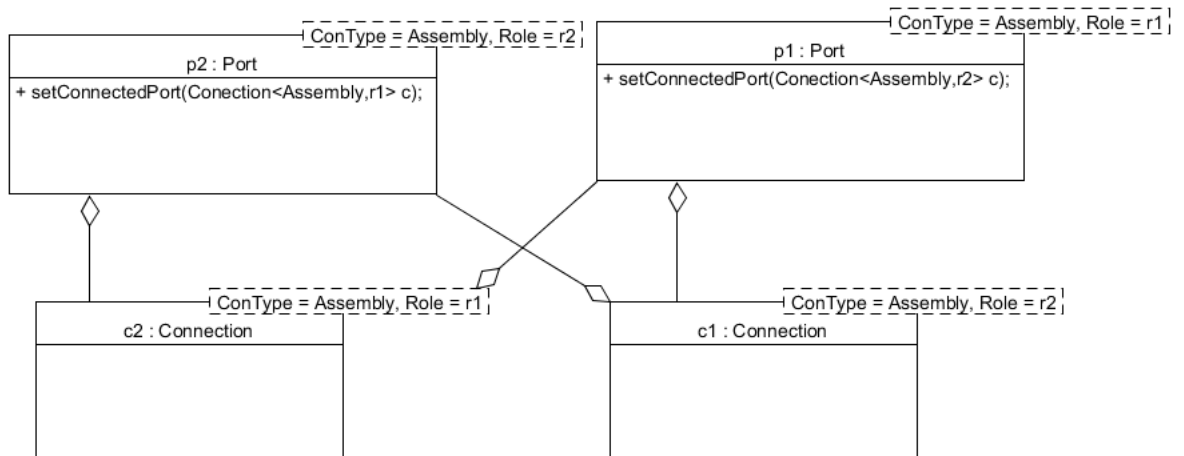 ConType = Assembly, Role = r2
p2 : Port
+ setConnectedPort(Conection<Assembly,r1> c);
ConType = Assembly, Role = r1
p1 : Port
+ setConnectedPort(Conection<Assembly,r2> c);
ConType = Assembly, Role = r1
c2 : Connection
ConType = Assembly, Role = r2
c1 : Connection